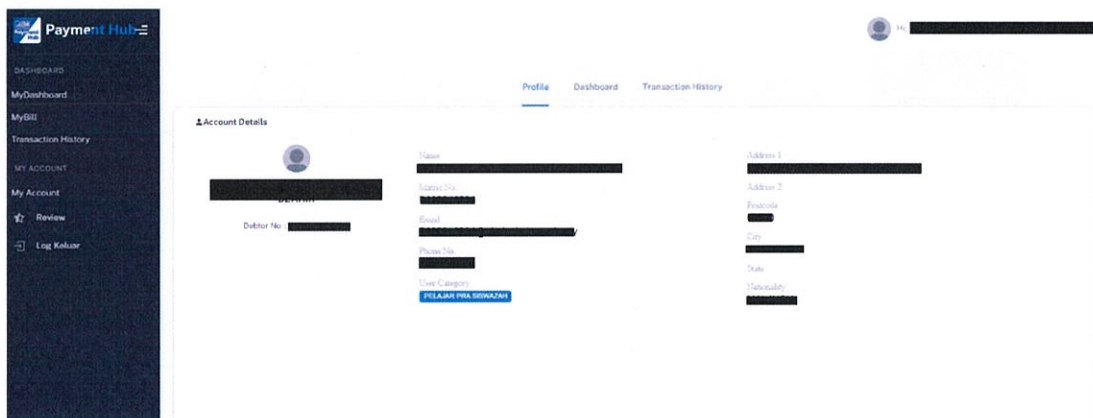 Payment Hub
Hi,
DASHBOARD
MyDashboard
MyBill
Transaction History
MY ACCOUNT
My Account
Review
Log Keluar
Profile
Dashboard
Transaction History
Account Details
Debtor No :
Name
Matric No.
Email
Phone No.
User Category
PELAJAR PRA SISWAZAH
Address 1
Address 2
Postcode
City
State
Nationality